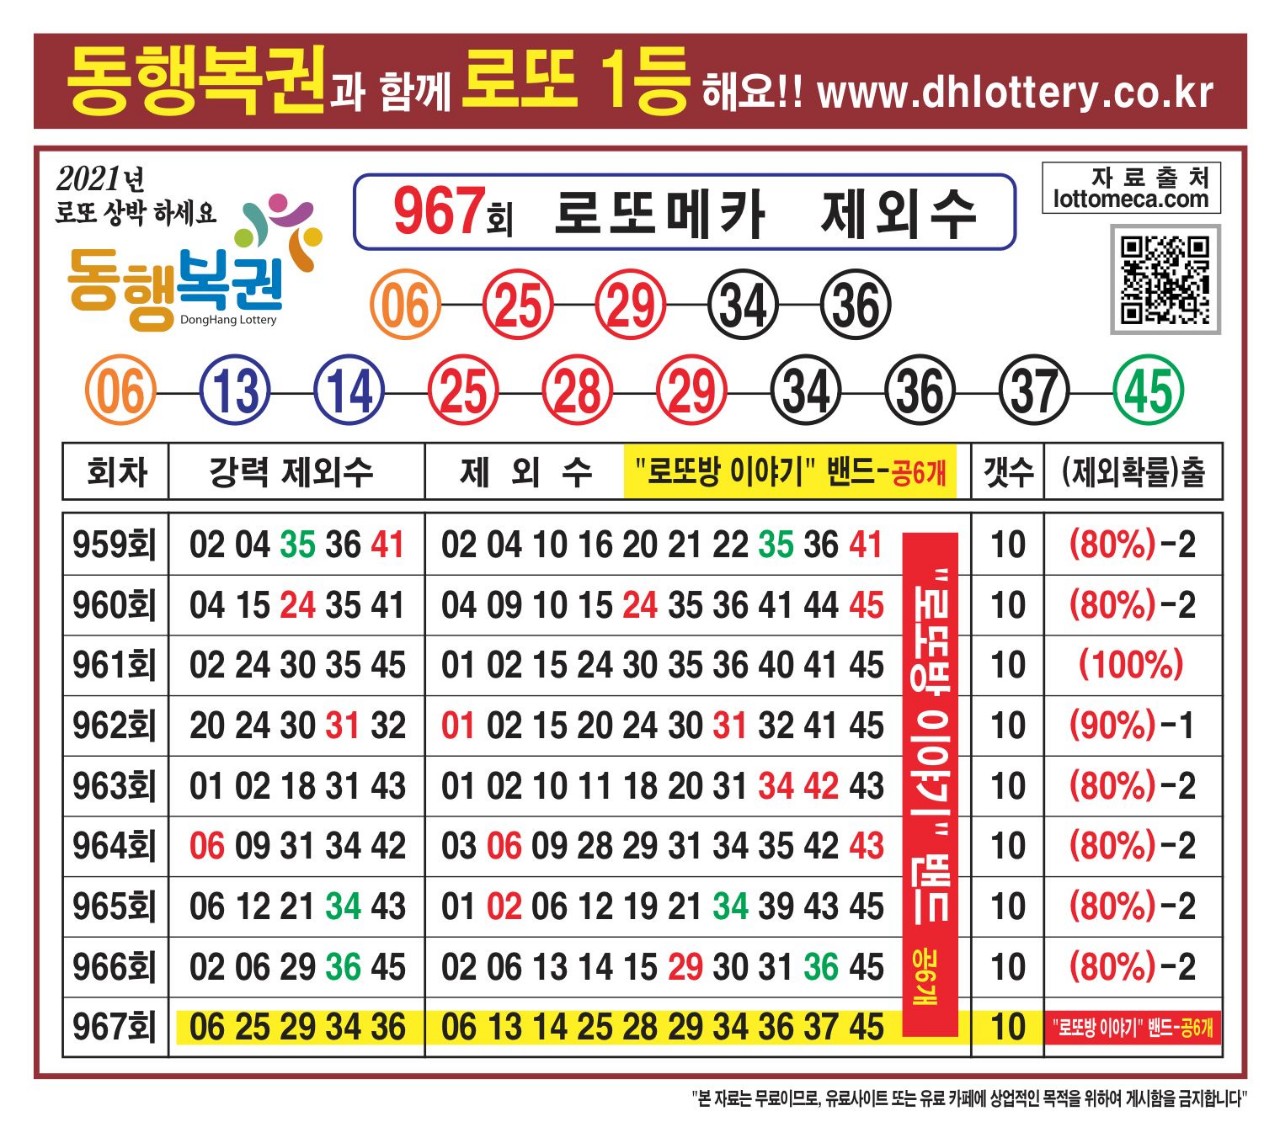 동행복권과 함께 로또 1등 해요!! www.dhlottery.co.kr
2021년
로또 상박 하세요
동행복권
DongHang Lottery
967회 로또메카 제외수
자료출처
lottomeca.com
06 25 29 34 36
06 13 14 25 28 29 34 36 37 45
회차 강력 제외수 제 외 수 "로또방 이야기" 밴드-공6개 갯수 (제외확률)출
959회 02 04 35 36 41 02 04 10 16 20 21 22 35 36 41 10 (80%)-2
960회 04 15 24 35 41 04 09 10 15 24 35 36 41 44 45 10 (80%)-2
961회 02 24 30 35 45 01 02 15 24 30 35 36 40 41 45 10 (100%)
962회 20 24 30 31 32 01 02 15 20 24 30 31 32 41 45 10 (90%)-1
963회 01 02 18 31 43 01 02 10 11 18 20 31 34 42 43 10 (80%)-2
964회 06 09 31 34 42 03 06 09 28 29 31 34 35 42 43 10 (80%)-2
965회 06 12 21 34 43 01 02 06 12 19 21 34 39 43 45 10 (80%)-2
966회 02 06 29 36 45 02 06 13 14 15 29 30 31 36 45 10 (80%)-2
967회 06 25 29 34 36 06 13 14 25 28 29 34 36 37 45 10 "로또방 이야기" 밴드-공6개
"로또방 이야기" 밴드 공6개
"본 자료는 무료이므로, 유료사이트 또는 유료 카페에 상업적인 목적을 위하여 게시함을 금지합니다"